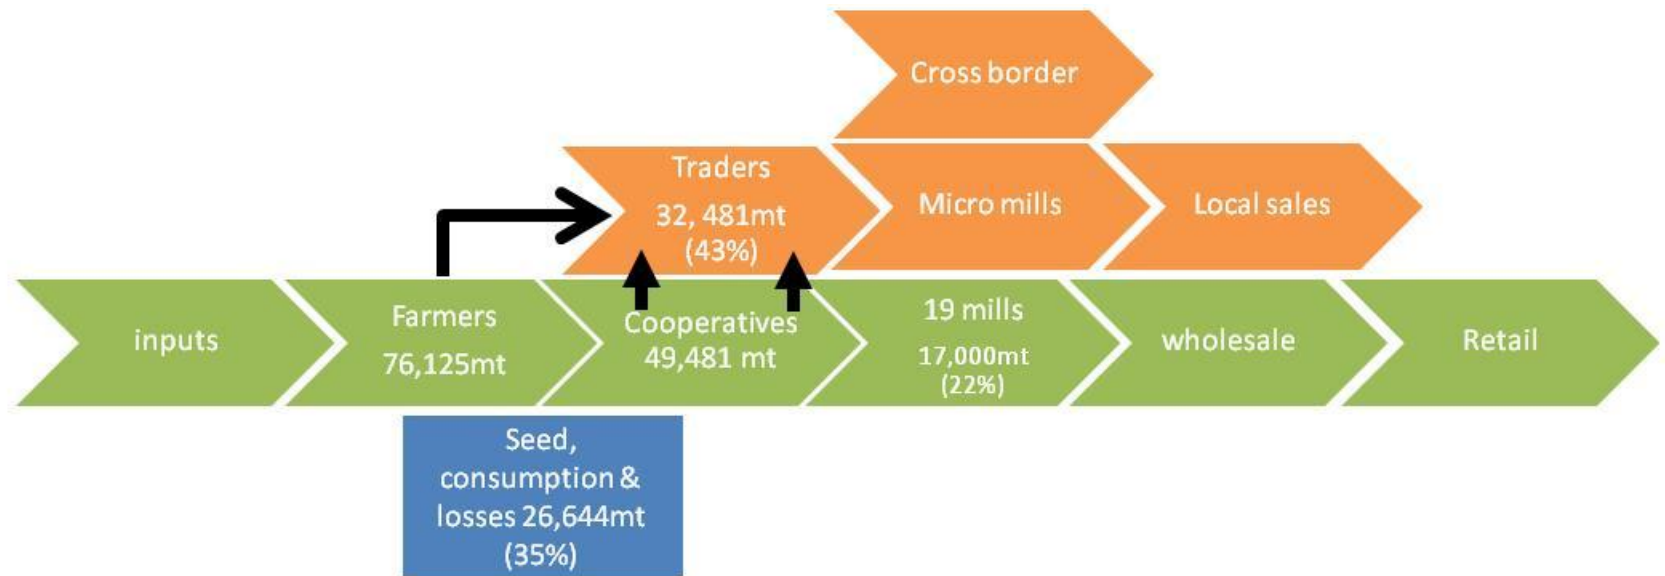 Cross border
Traders
32, 481mt
(43%)
Micro mills
Local sales
inputs
Farmers
76,125mt
Cooperatives
49,481 mt
19 mills
17,000mt
(22%)
wholesale
Retail
Seed,
consumption &
losses 26,644mt
(35%)